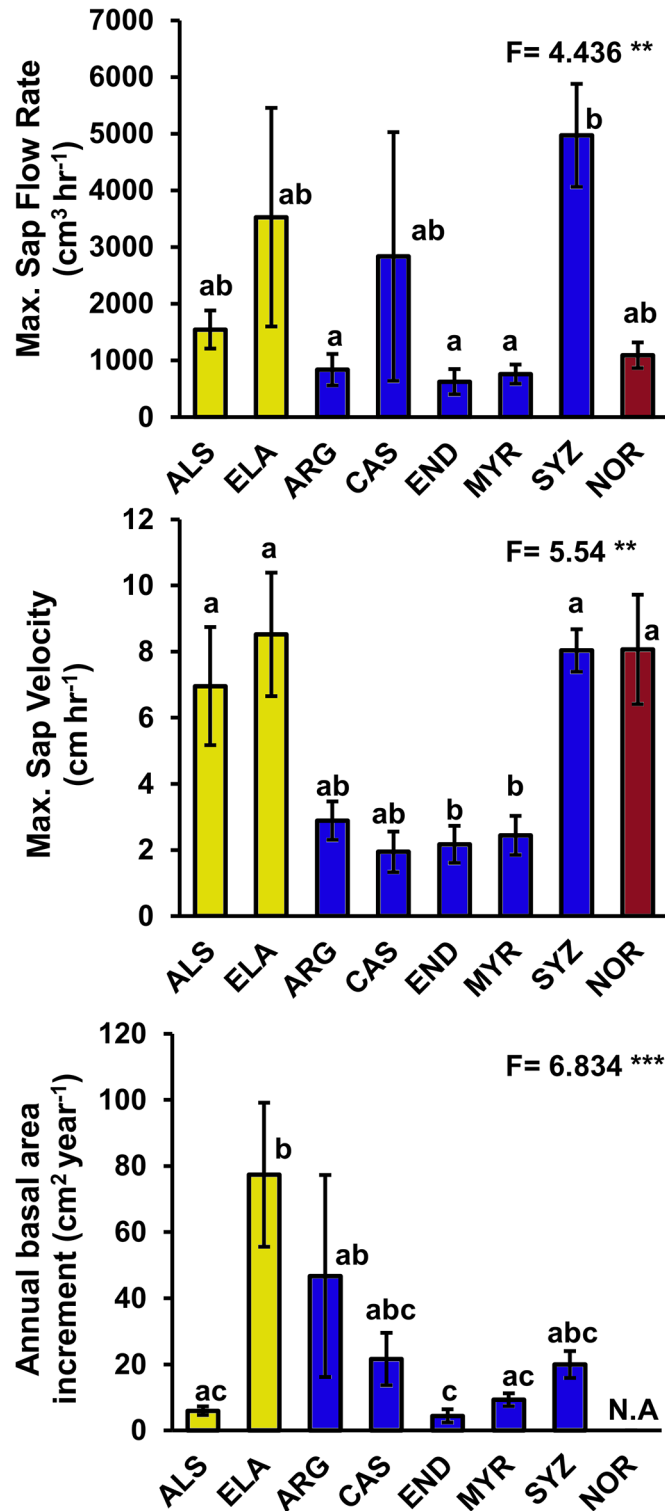 Max. Sap Flow Rate
(cm³ hr⁻¹)
7000
6000
5000
4000
3000
2000
1000
0
F= 4.436 **
ab
ab
a
ab
a
a
b
ab
ALS
ELA
ARG
CAS
END
MYR
SYZ
NOR
Max. Sap Velocity
(cm hr⁻¹)
12
10
8
6
4
2
0
F= 5.54 **
a
a
ab
ab
b
b
a
a
ALS
ELA
ARG
CAS
END
MYR
SYZ
NOR
Annual basal area
increment (cm² year⁻¹)
120
100
80
60
40
20
0
F= 6.834 ***
ac
b
ab
abc
c
ac
abc
N.A
ALS
ELA
ARG
CAS
END
MYR
SYZ
NOR